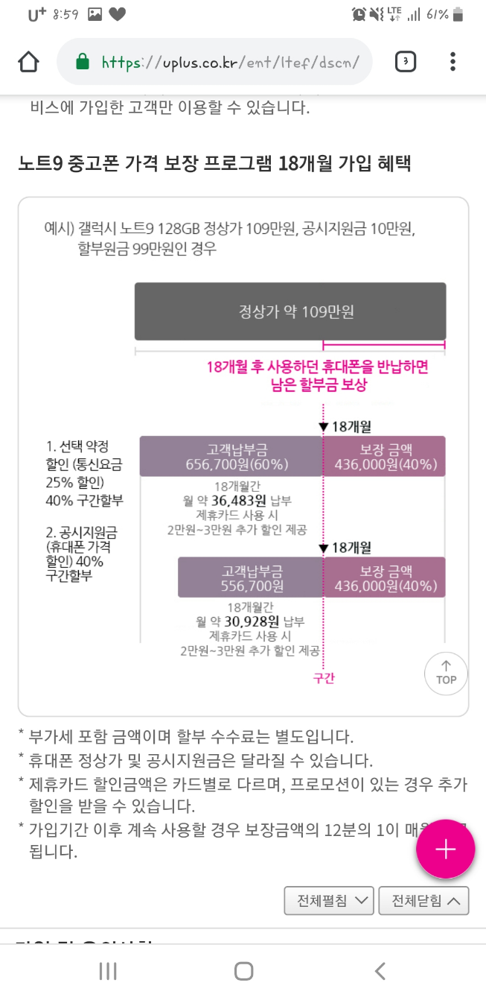 U+ 8:59 LTE 61%
https://uplus.co.kr/ent/ltef/dscn/ 3
비스에 가입한 고객만 이용할 수 있습니다.
노트9 중고폰 가격 보장 프로그램 18개월 가입 혜택
예시) 갤럭시 노트9 128GB 정상가 109만원, 공시지원금 10만원,
할부원금 99만원인 경우
정상가 약 109만원
18개월 후 사용하던 휴대폰을 반납하면
남은 할부금 보상
▼ 18개월
1. 선택 약정
할인 (통신요금
25% 할인)
40% 구간할부
고객납부금
656,700원(60%)
보장 금액
436,000원(40%)
18개월간
월 약 36,483원 납부
제휴카드 사용 시
2만원~3만원 추가 할인 제공
2. 공시지원금
(휴대폰 가격
할인) 40%
구간할부
▼ 18개월
고객납부금
556,700원
보장 금액
436,000원(40%)
18개월간
월 약 30,928원 납부
제휴카드 사용 시
2만원~3만원 추가 할인 제공
구간
TOP
* 부가세 포함 금액이며 할부 수수료는 별도입니다.
* 휴대폰 정상가 및 공시지원금은 달라질 수 있습니다.
* 제휴카드 할인금액은 카드별로 다르며, 프로모션이 있는 경우 추가
할인을 받을 수 있습니다.
* 가입기간 이후 계속 사용할 경우 보장금액의 12분의 1이
됩니다.
전체펼침 전체닫힘